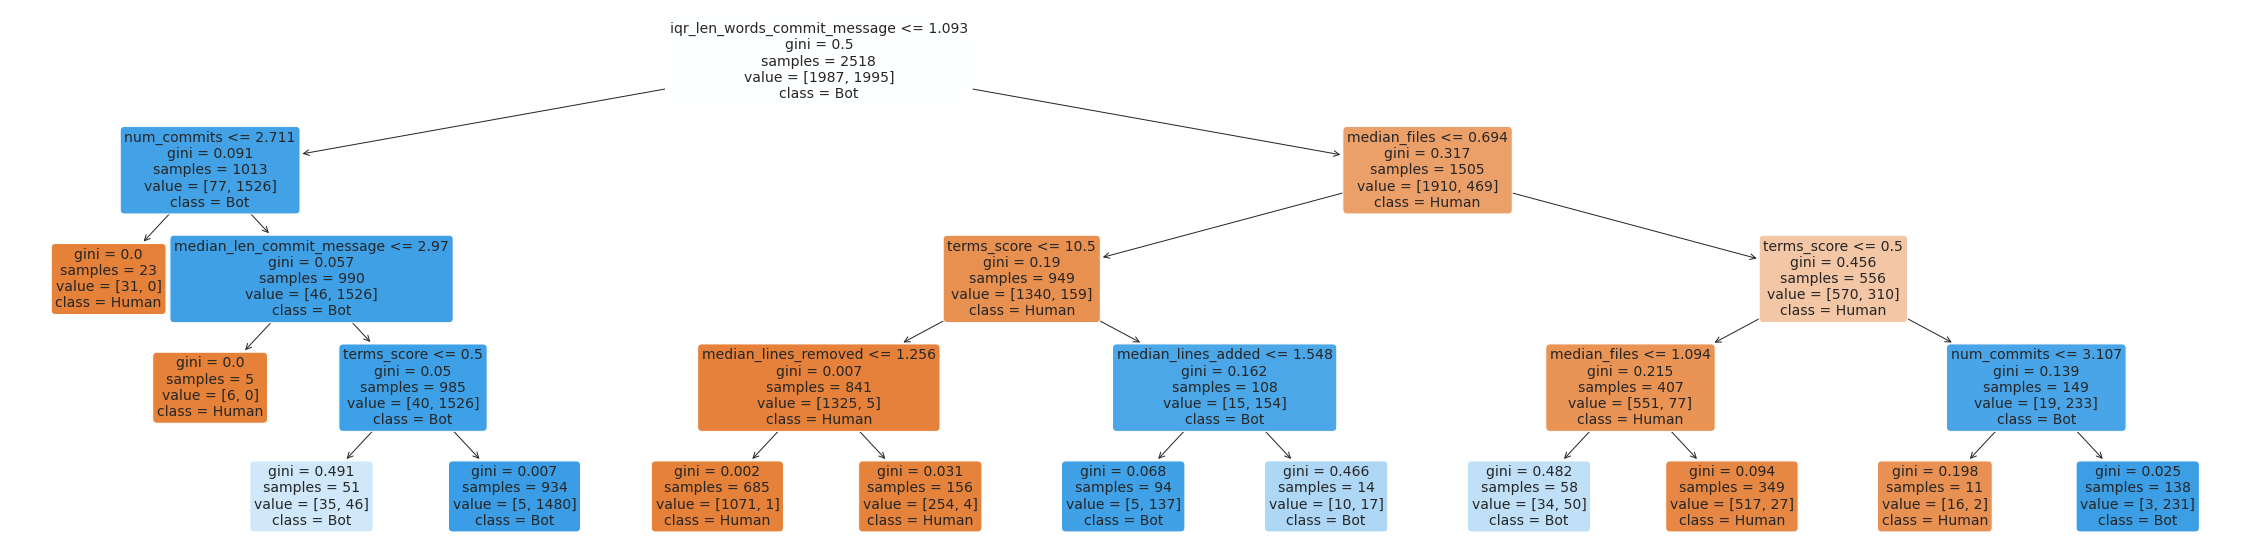 iqr_len_words_commit_message <= 1.093
gini = 0.5
samples = 2518
value = [1987, 1995]
class = Bot
num_commits <= 2.711
gini = 0.091
samples = 1013
value = [77, 1526]
class = Bot
median_files <= 0.694
gini = 0.317
samples = 1505
value = [1910, 469]
class = Human
gini = 0.0
samples = 23
value = [31, 0]
class = Human
median_len_commit_message <= 2.97
gini = 0.057
samples = 990
value = [46, 1526]
class = Bot
terms_score <= 10.5
gini = 0.19
samples = 949
value = [1340, 159]
class = Human
terms_score <= 0.5
gini = 0.456
samples = 556
value = [570, 310]
class = Human
gini = 0.0
samples = 5
value = [6, 0]
class = Human
terms_score <= 0.5
gini = 0.05
samples = 985
value = [40, 1526]
class = Bot
median_lines_removed <= 1.256
gini = 0.007
samples = 841
value = [1325, 5]
class = Human
median_lines_added <= 1.548
gini = 0.162
samples = 108
value = [15, 154]
class = Bot
median_files <= 1.094
gini = 0.215
samples = 407
value = [551, 77]
class = Human
num_commits <= 3.107
gini = 0.139
samples = 149
value = [19, 233]
class = Bot
gini = 0.491
samples = 51
value = [35, 46]
class = Bot
gini = 0.007
samples = 934
value = [5, 1480]
class = Bot
gini = 0.002
samples = 685
value = [1071, 1]
class = Human
gini = 0.031
samples = 156
value = [254, 4]
class = Human
gini = 0.068
samples = 94
value = [5, 137]
class = Bot
gini = 0.466
samples = 14
value = [10, 17]
class = Bot
gini = 0.482
samples = 58
value = [34, 50]
class = Bot
gini = 0.094
samples = 349
value = [517, 27]
class = Human
gini = 0.198
samples = 11
value = [16, 2]
class = Human
gini = 0.025
samples = 138
value = [3, 231]
class = Bot